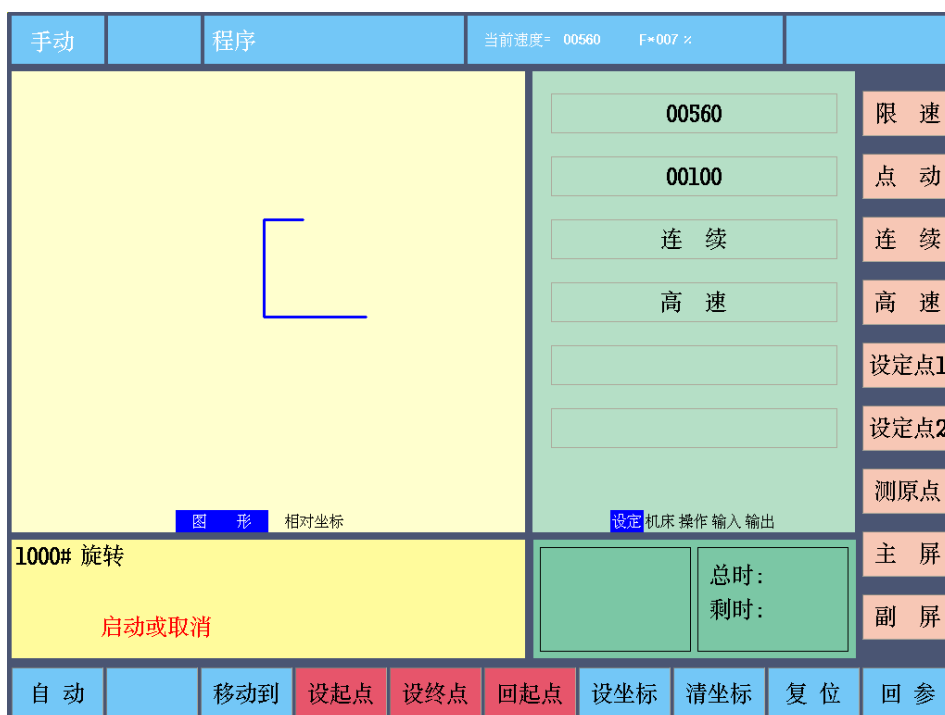 手动 程序 当前速度= 00560 F*007 %
00560 限 速
00100 点 动
连 续 连 续
高 速 高 速
设定点1
设定点2
测原点
图 形 相对坐标 设定 机床 操作 输入 输出
1000# 旋转 主 屏
总时:
启动或取消 剩时: 副 屏
自 动 移动到 设起点 设终点 回起点 设坐标 清坐标 复 位 回 参